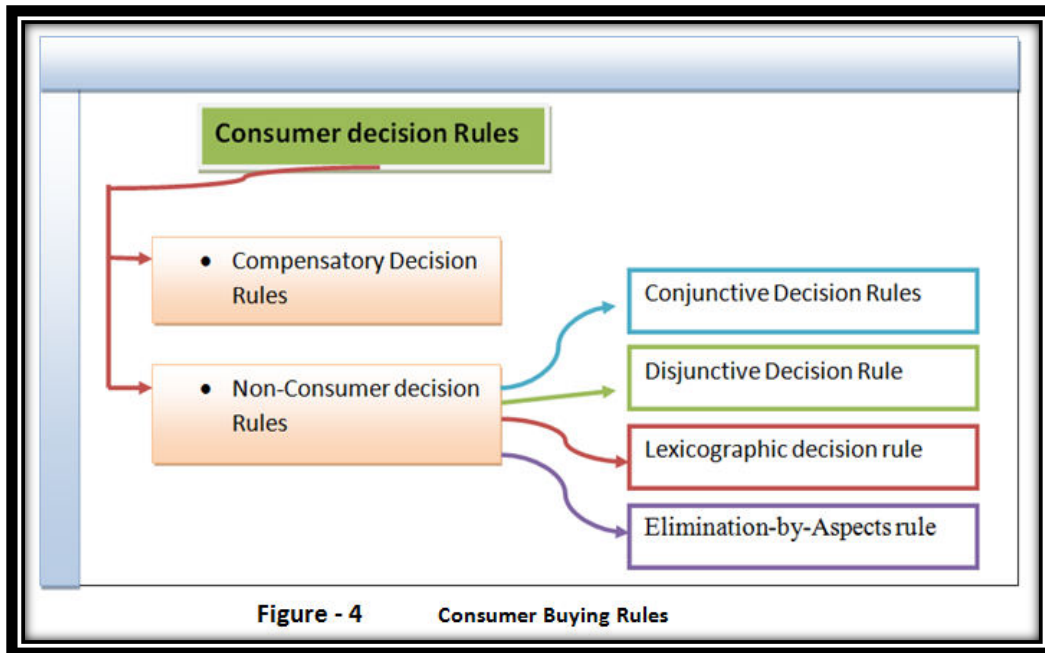 Consumer decision Rules
• Compensatory Decision
Rules
• Non-Consumer decision
Rules
Conjunctive Decision Rules
Disjunctive Decision Rule
Lexicographic decision rule
Elimination-by-Aspects rule
Figure - 4 Consumer Buying Rules